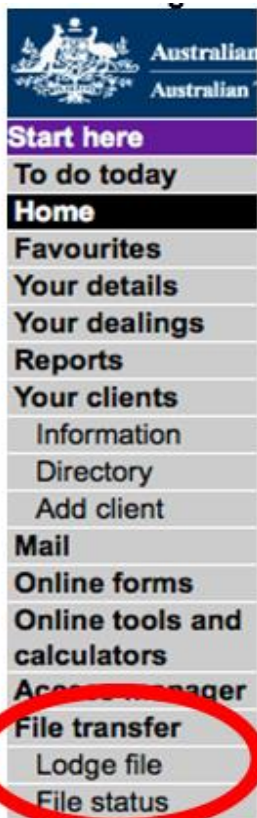 Australian
Australian
Start here
To do today
Home
Favourites
Your details
Your dealings
Reports
Your clients
Information
Directory
Add client
Mail
Online forms
Online tools and
calculators
Access manager
File transfer
Lodge file
File status